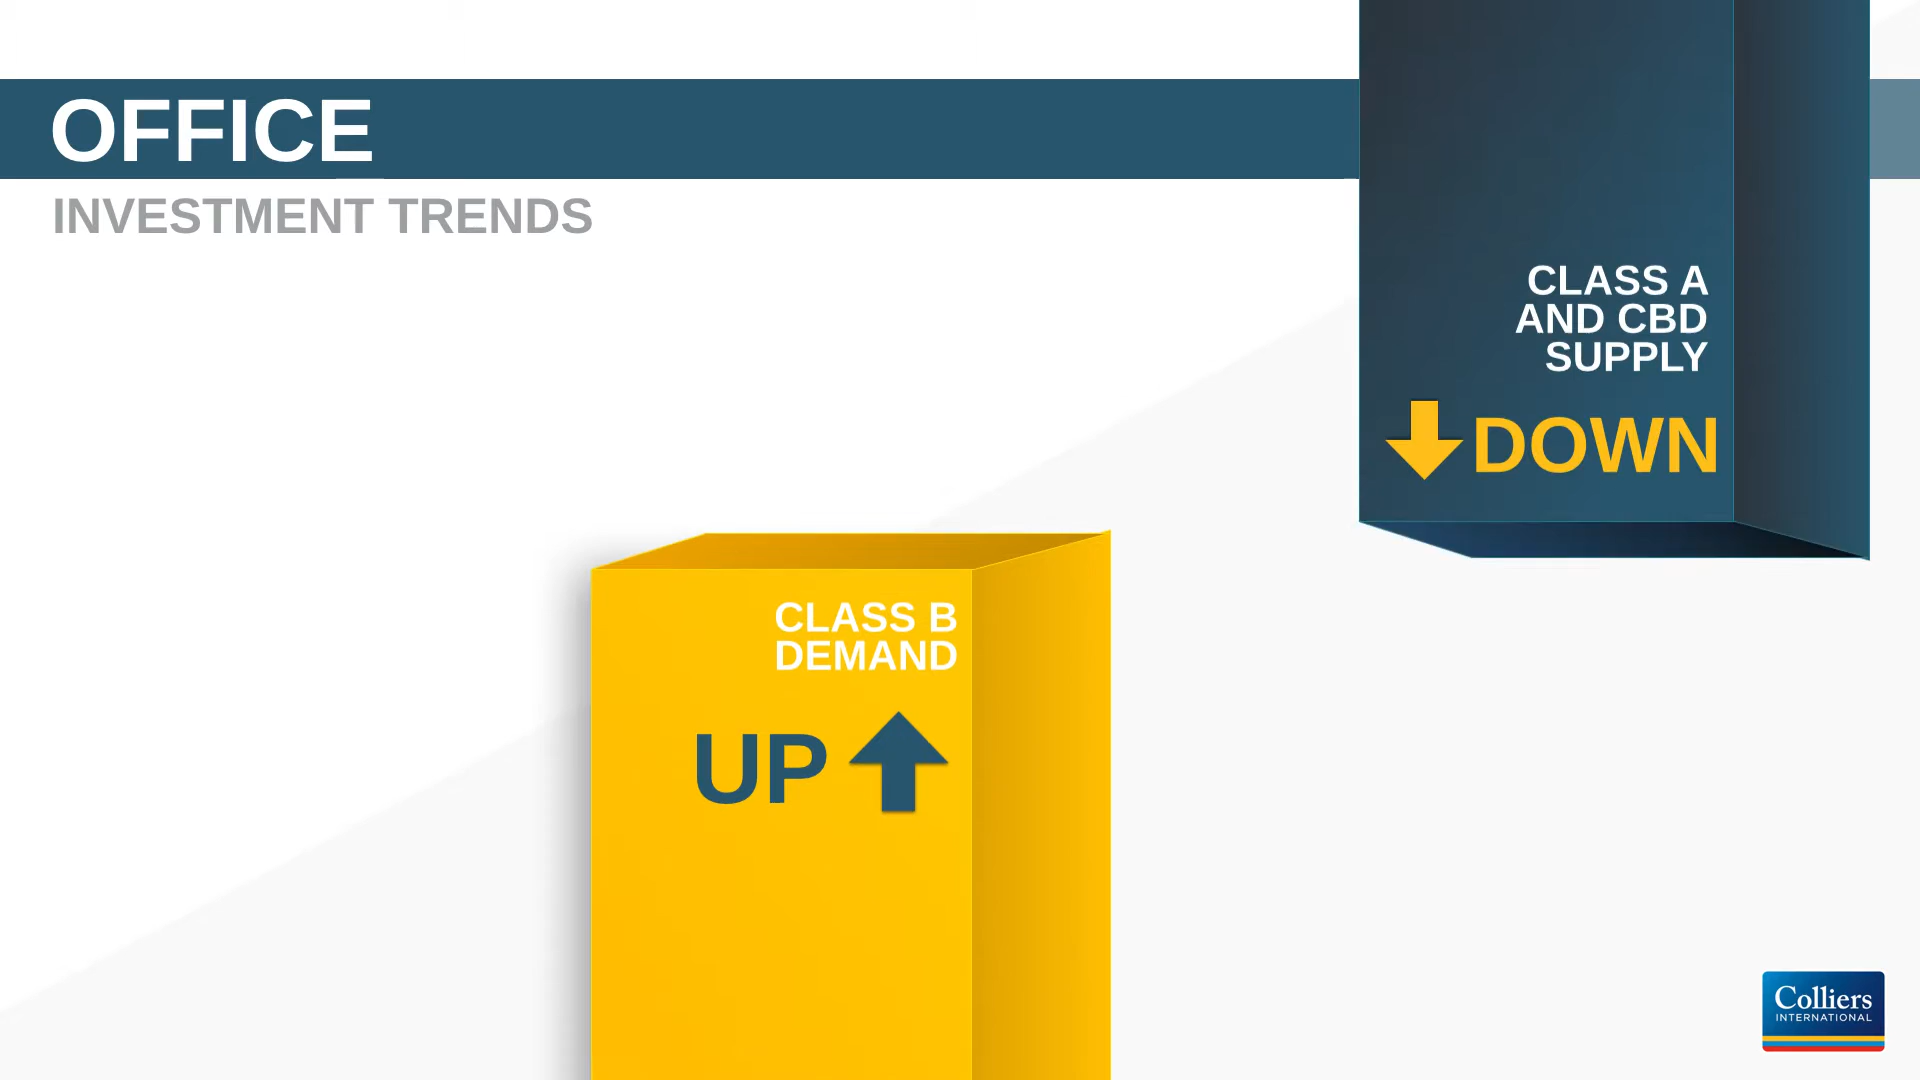 OFFICE
INVESTMENT TRENDS
CLASS A
AND CBD
SUPPLY
DOWN
CLASS B
DEMAND
UP
Colliers
INTERNATIONAL